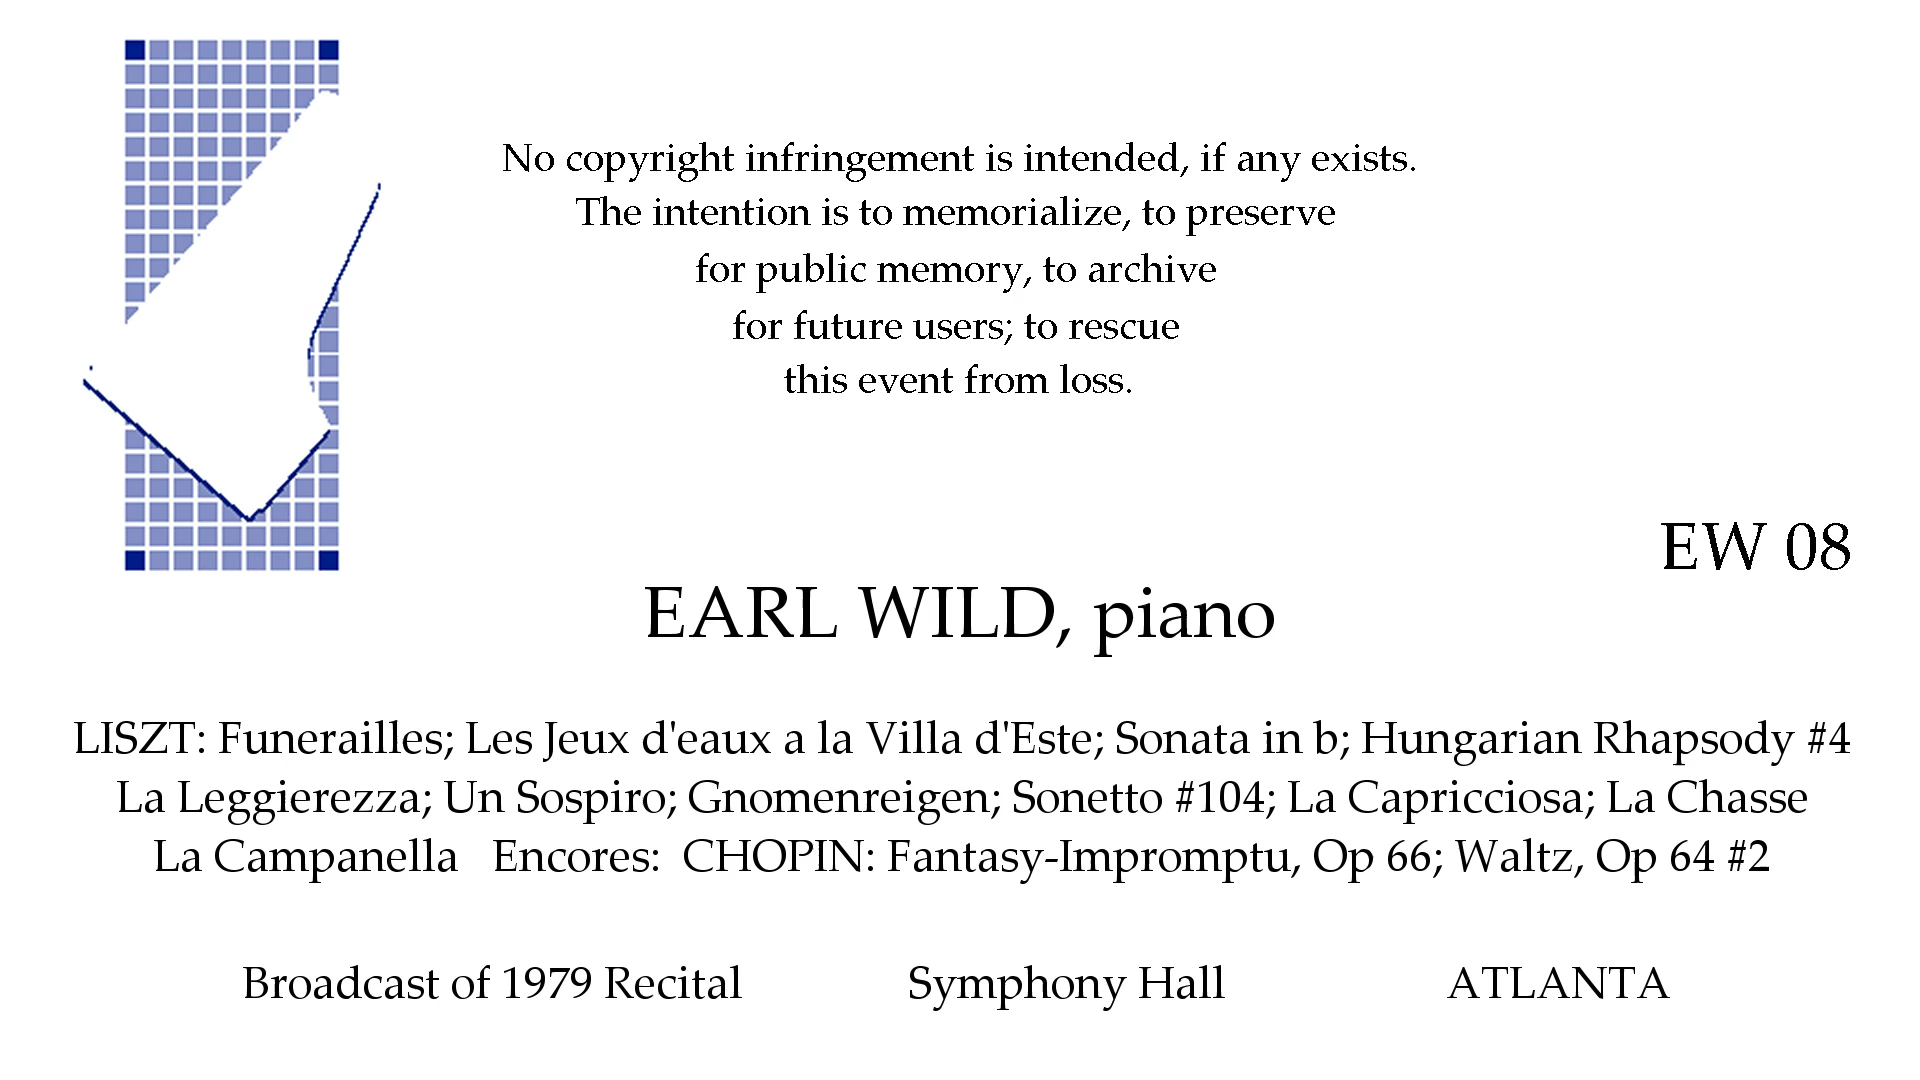 No copyright infringement is intended, if any exists.
The intention is to memorialize, to preserve
for public memory, to archive
for future users; to rescue
this event from loss.
EW 08
EARL WILD, piano
LISZT: Funerailles; Les Jeux d'eaux a la Villa d'Este; Sonata in b; Hungarian Rhapsody #4
La Leggierezza; Un Sospiro; Gnomenreigen; Sonetto #104; La Capricciosa; La Chasse
La Campanella   Encores:  CHOPIN: Fantasy-Impromptu, Op 66; Waltz, Op 64 #2
Broadcast of 1979 Recital   Symphony Hall   ATLANTA